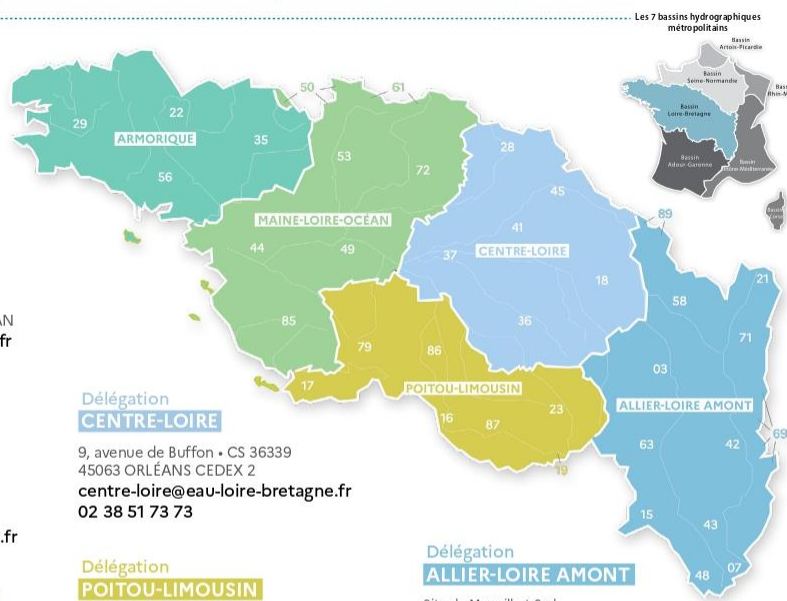 Les 7 bassins hydrographiques
métropolitains
Bassin
Artois-Picardie
Bassin
Seine-Normandie
Bassin
Loire-Bretagne
Bassin
Adour-Garonne
Bassin
50
61
29
22
35
ARMORIQUE
56
53
72
28
45
MAINE-LOIRE-OCÉAN
44
49
41
CENTRE-LOIRE
37
18
36
89
21
58
71
85
79
86
03
17
POITOU-LIMOUSIN
16
87
23
19
ALLIER-LOIRE AMONT
63
42
69
15
43
48
07
AN
fr
.fr
Délégation
CENTRE-LOIRE
9, avenue de Buffon • CS 36339
45063 ORLÉANS CEDEX 2
centre-loire@eau-loire-bretagne.fr
02 38 51 73 73
Délégation
POITOU-LIMOUSIN
Délégation
ALLIER-LOIRE AMONT